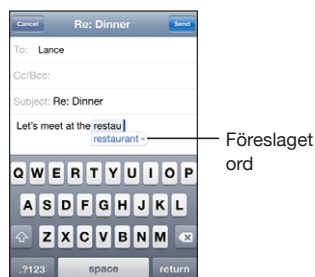 Cancel Re: Dinner Send
To: Lance
Cc/Bcc:
Subject: Re: Dinner
Let's meet at the restau
restaurant ×
Föreslaget
ord
Q W E R T Y U I O P
A S D F G H J K L
Z X C V B N M
.?123 space return